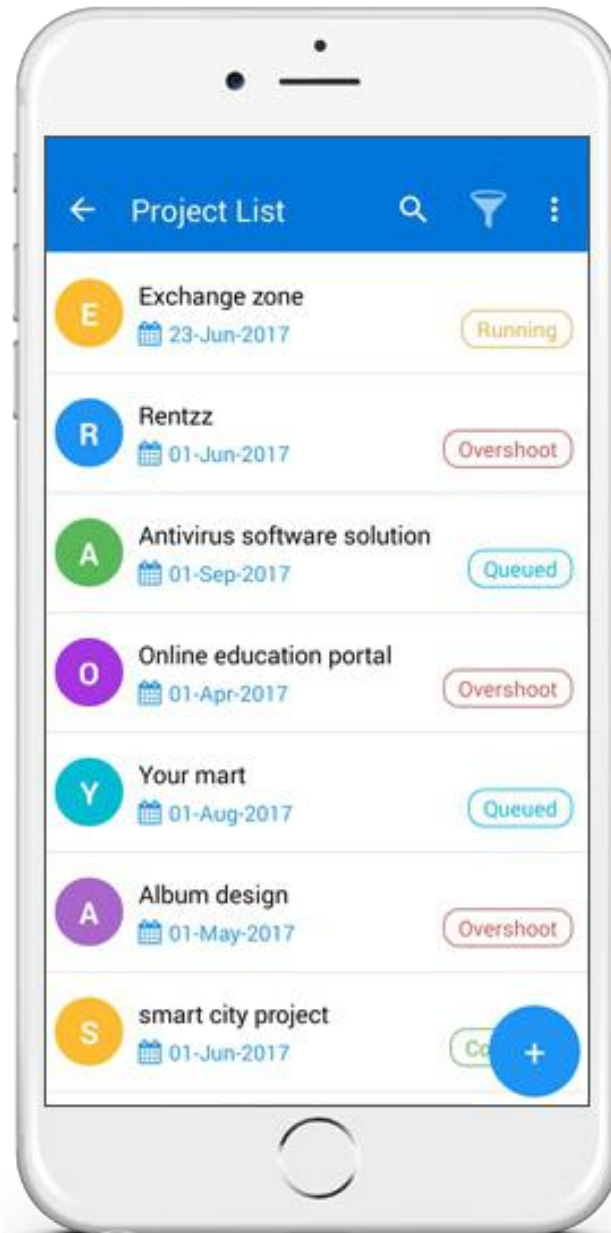 Project List
E
Exchange zone
23-Jun-2017
Running
R
Rentzz
01-Jun-2017
Overshoot
A
Antivirus software solution
01-Sep-2017
Queued
O
Online education portal
01-Apr-2017
Overshoot
Y
Your mart
01-Aug-2017
Queued
A
Album design
01-May-2017
Overshoot
S
smart city project
01-Jun-2017
+